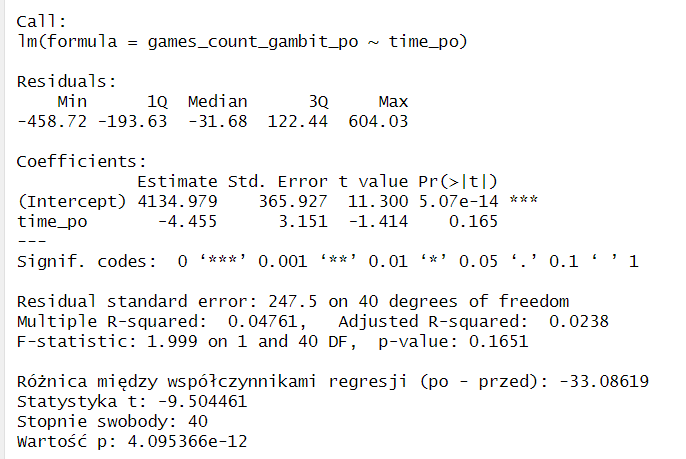 Call:
lm(formula = games_count_gambit_po ~ time_po)
Residuals:
Min 1Q Median 3Q Max
-458.72 -193.63 -31.68 122.44 604.03
Coefficients:
Estimate Std. Error t value Pr(>|t|)
(Intercept) 4134.979 365.927 11.300 5.07e-14 ***
time_po -4.455 3.151 -1.414 0.165
---
Signif. codes: 0 ‘***’ 0.001 ‘**’ 0.01 ‘*’ 0.05 ‘.’ 0.1 ‘ ’ 1
Residual standard error: 247.5 on 40 degrees of freedom
Multiple R-squared: 0.04761, Adjusted R-squared: 0.0238
F-statistic: 1.999 on 1 and 40 DF, p-value: 0.1651
Różnica między współczynnikami regresji (po - przed): -33.08619
Statystyka t: -9.504461
Stopnie swobody: 40
Wartość p: 4.095366e-12